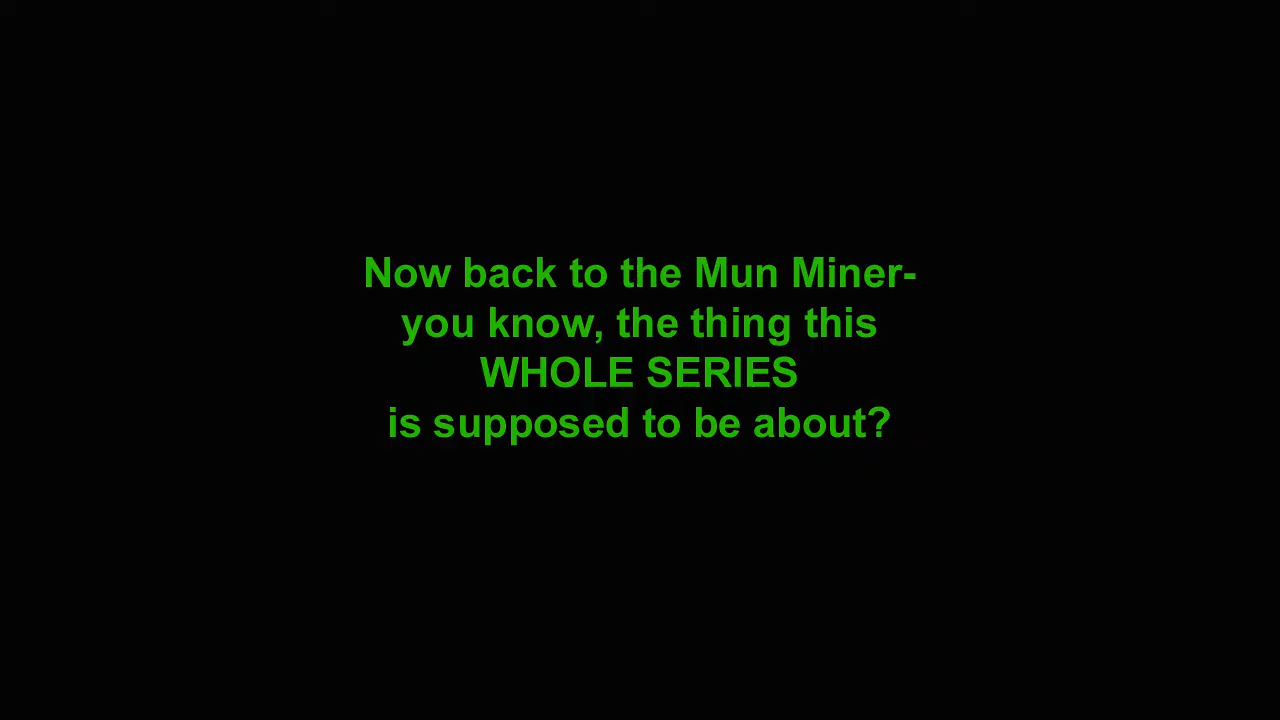 Now back to the Mun Miner-
you know, the thing this
WHOLE SERIES
is supposed to be about?